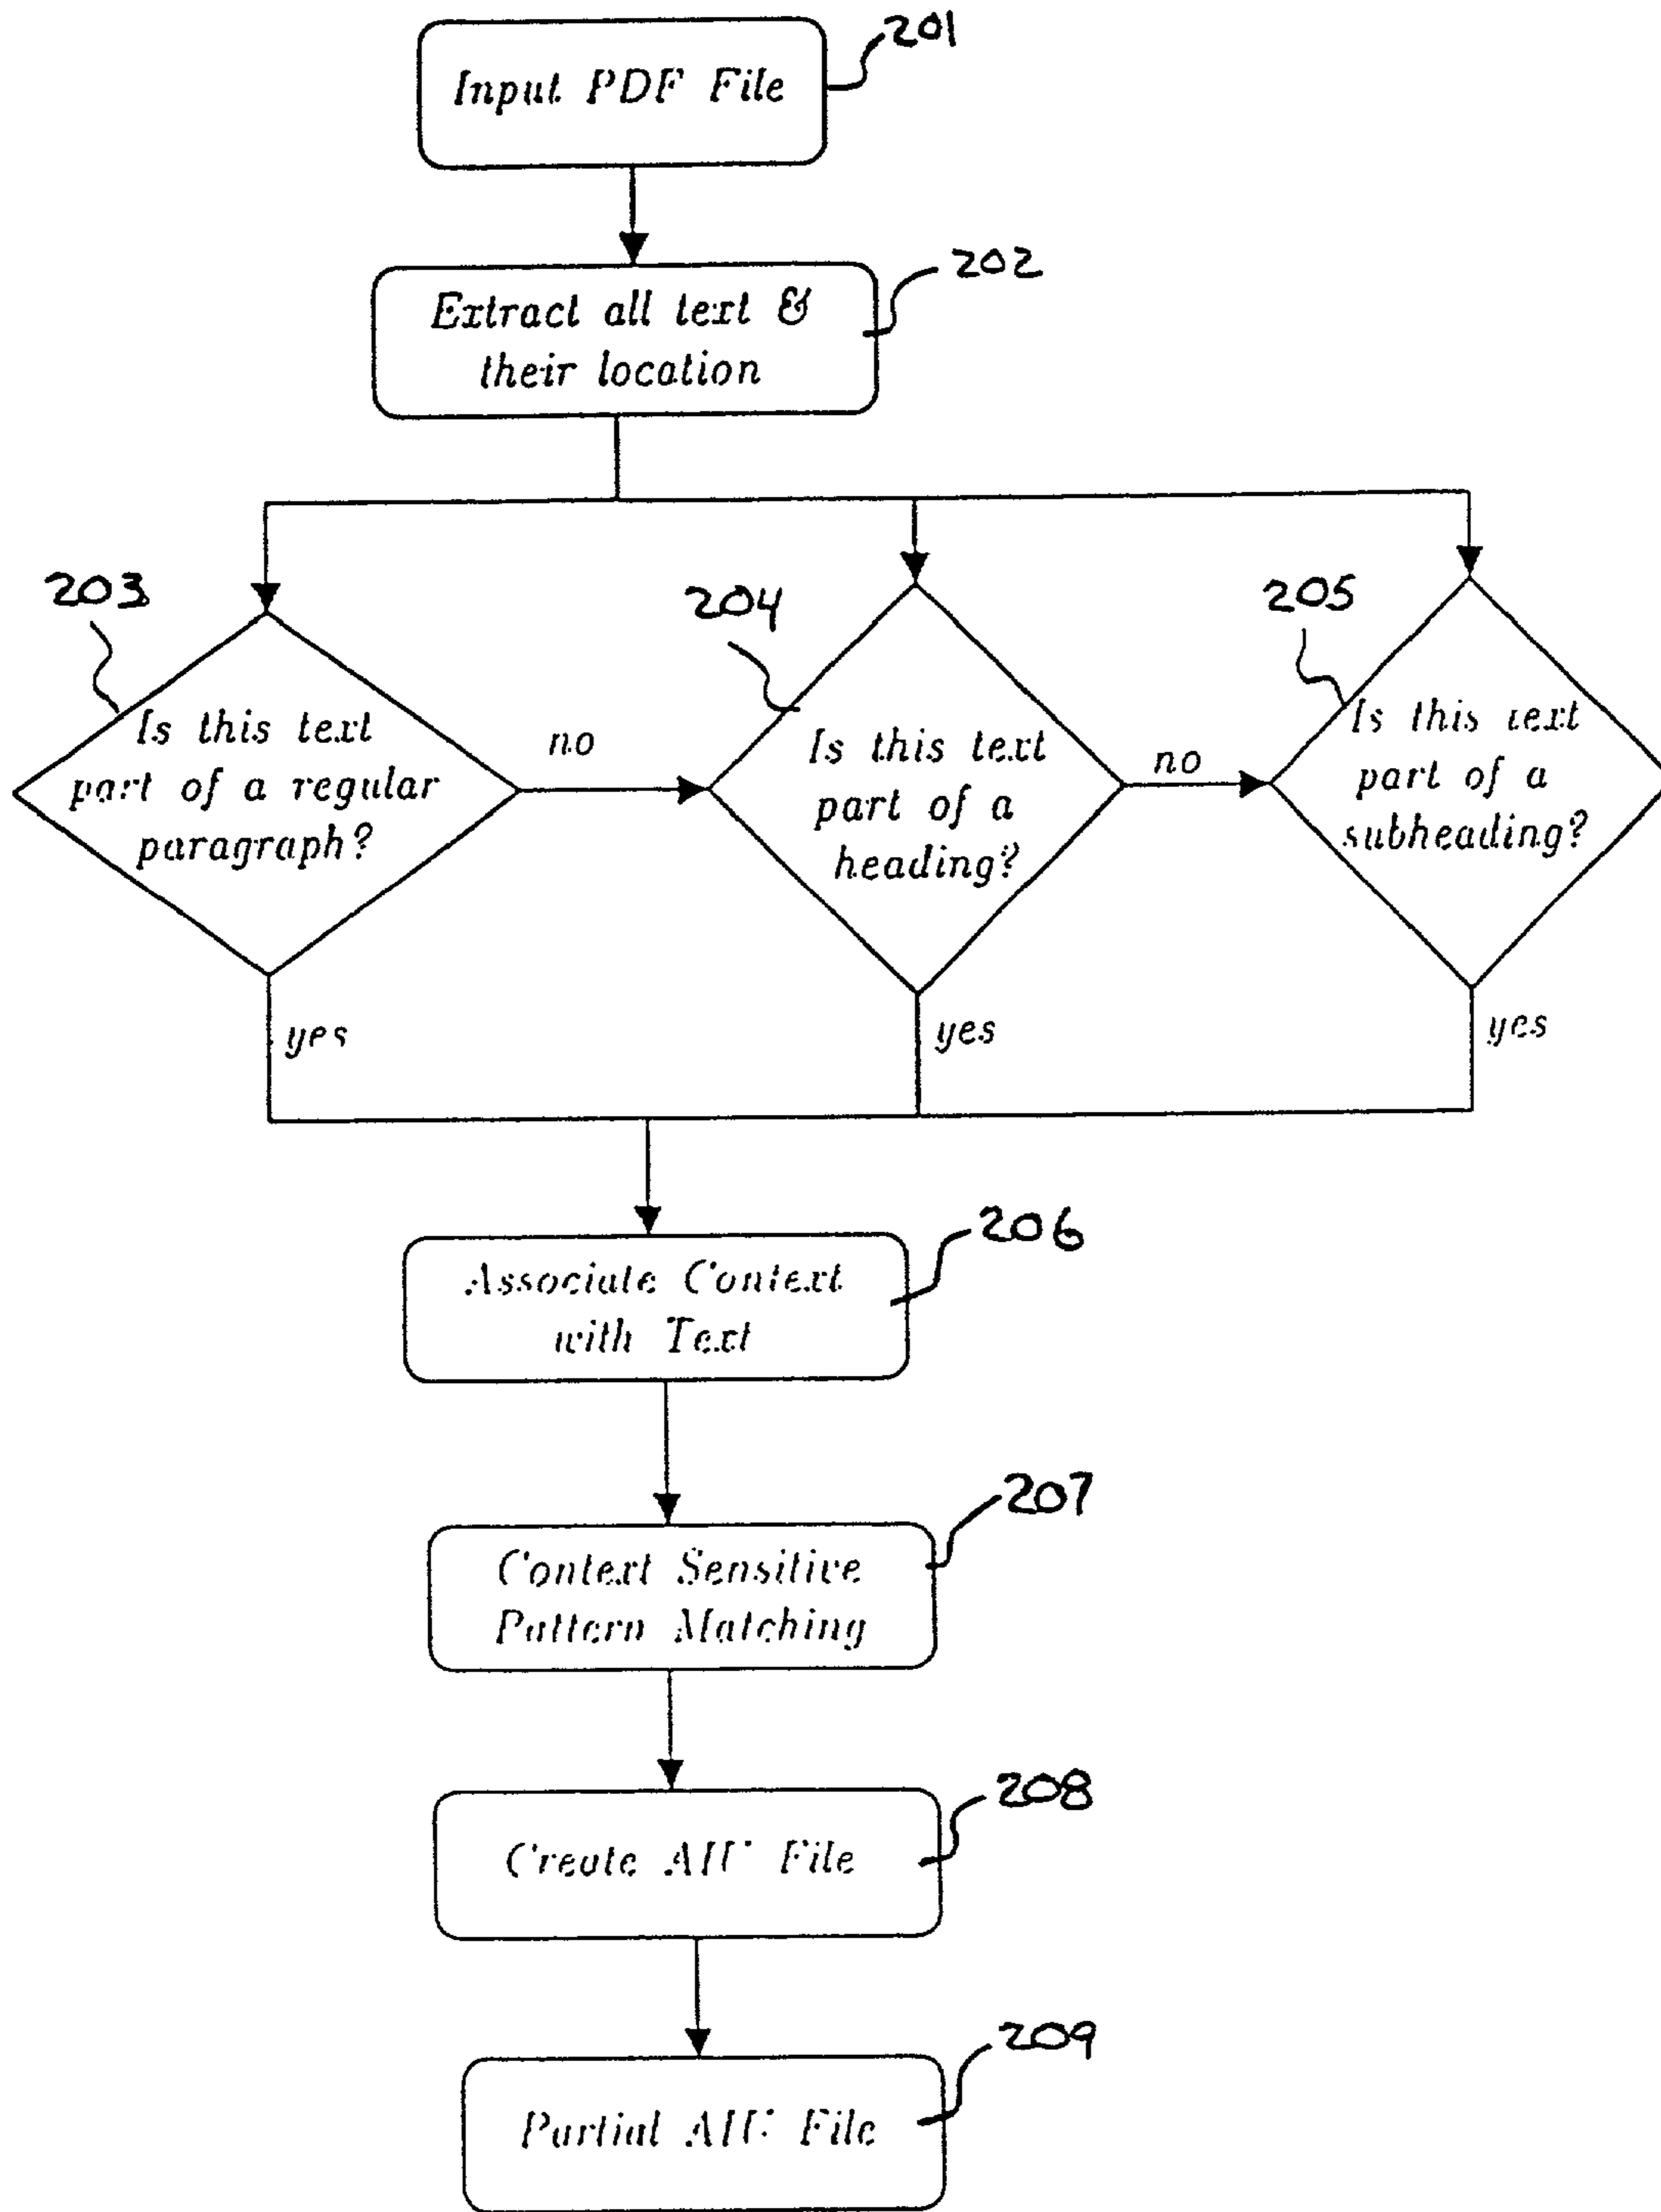 201
Input PDF File
202
Extract all text &
their location
203
204
205
Is this text
part of a regular
paragraph?
no
Is this text
part of a
heading?
no
Is this text
part of a
subheading?
yes
yes
yes
206
Associate Context
with Text
207
Context Sensitive
Pattern Matching
208
Create File
209
Partial File